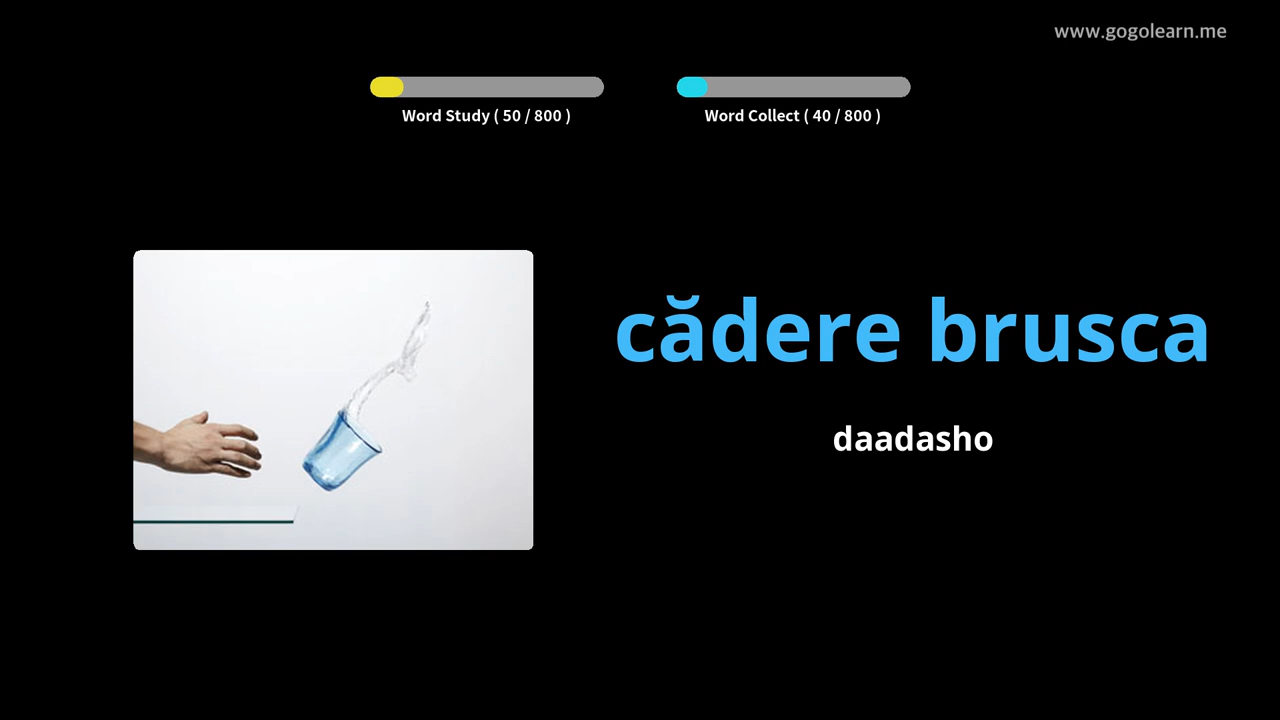 www.gogolearn.me
Word Study ( 50 / 800 )
Word Collect ( 40 / 800 )
cădere brusca
daadasho